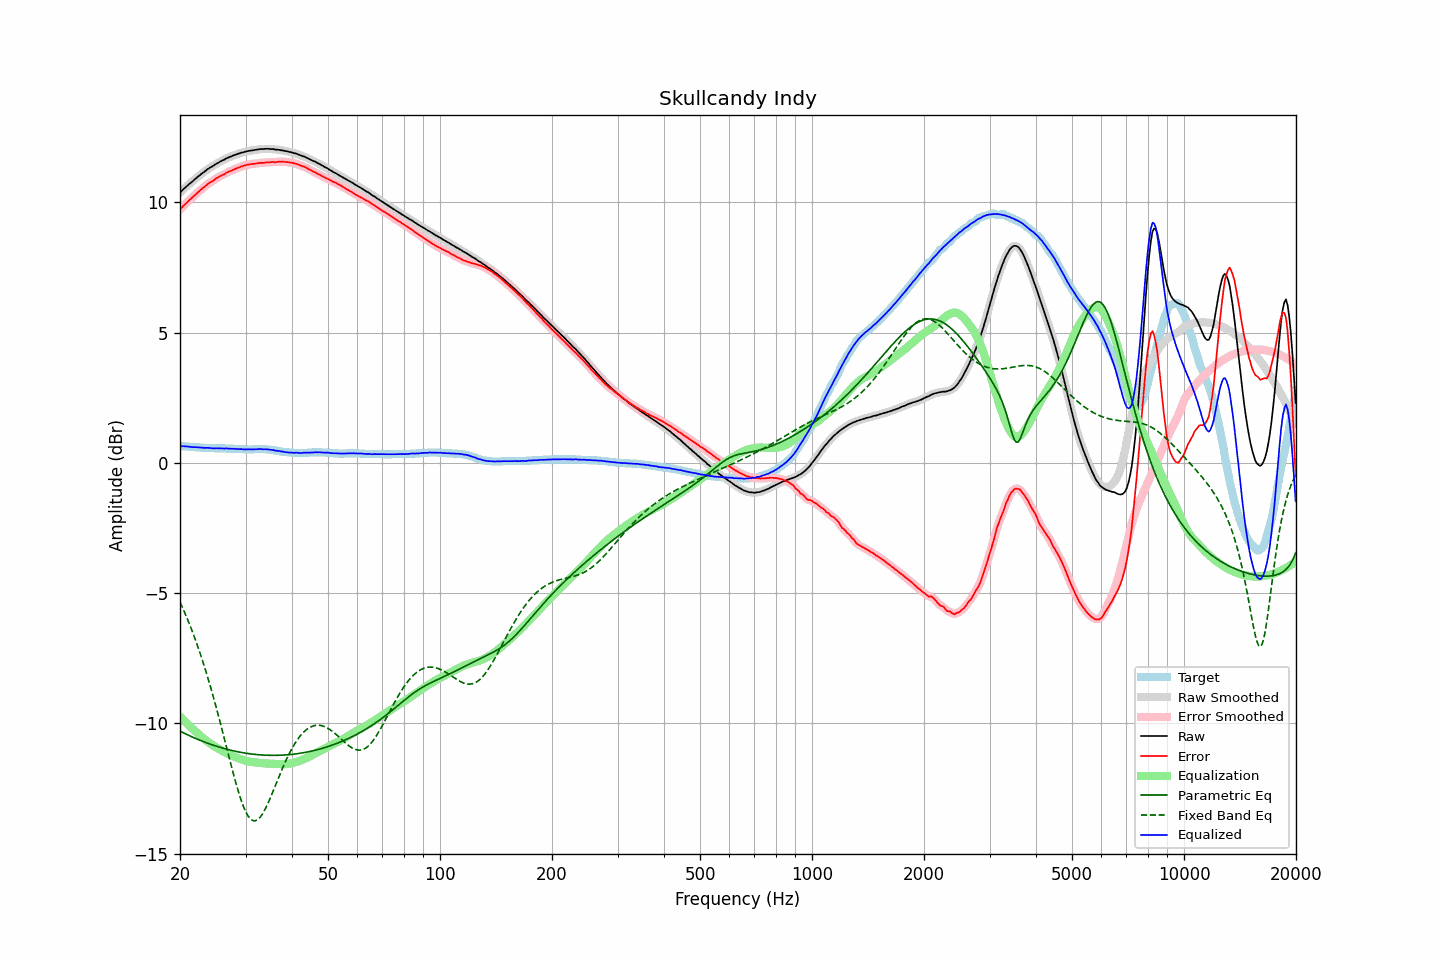 Skullcandy Indy
Amplitude (dBr)
10
5
0
−5
−10
−15
20
50
100
200
500
1000
2000
5000
10000
20000
Frequency (Hz)
Target
Raw Smoothed
Error Smoothed
Raw
Error
Equalization
Parametric Eq
Fixed Band Eq
Equalized